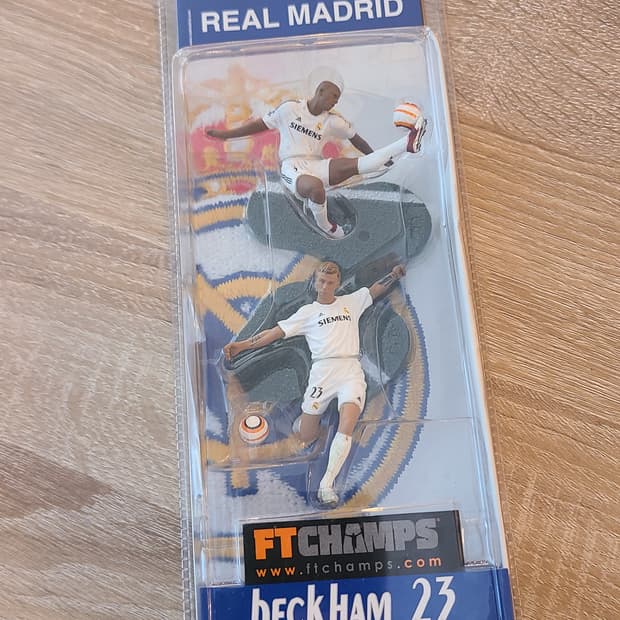 REAL MADRID
SIEMENS
SIEMENS
23
FTCHAMPS
www.ftchamps.com
bECKHAM 23